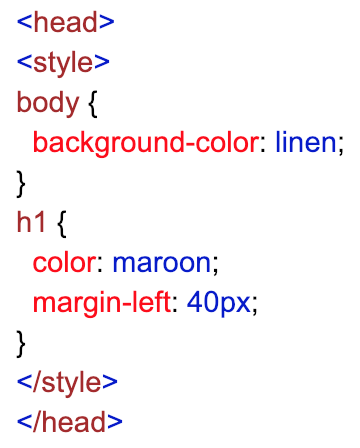 <head>
<style>
body {
  background-color: linen;
}
h1 {
  color: maroon;
  margin-left: 40px;
}
</style>
</head>